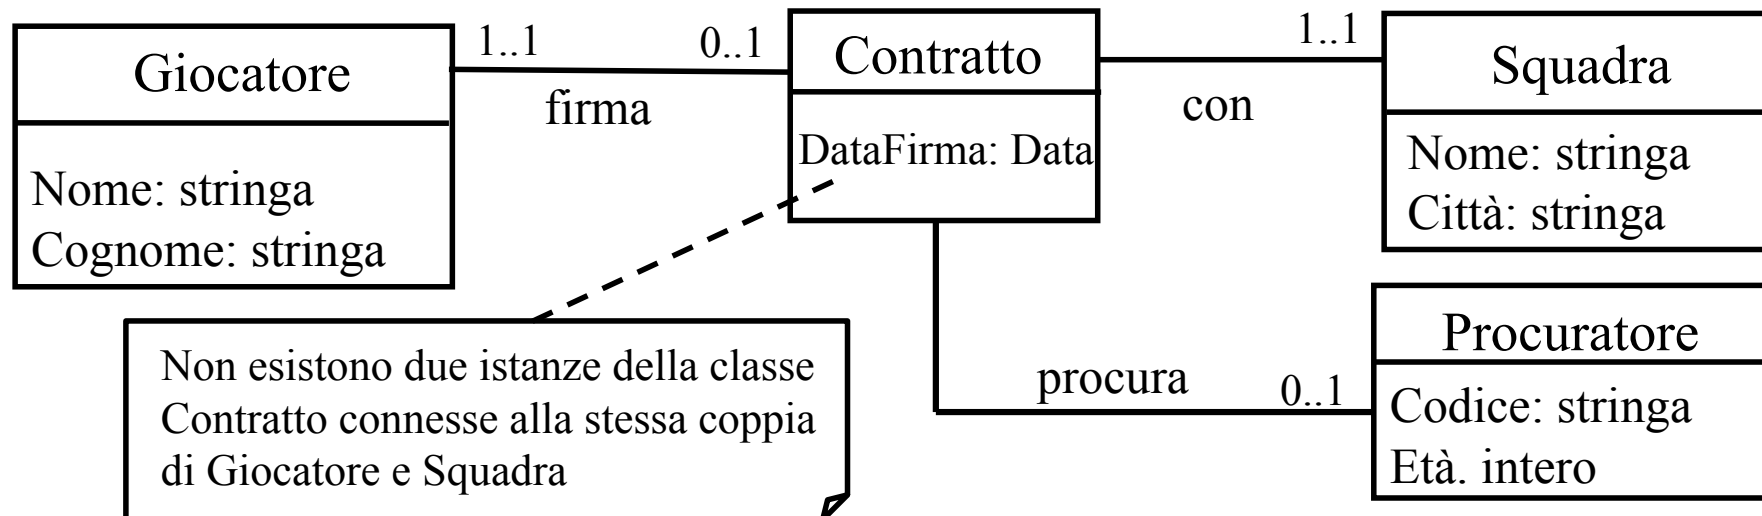 Giocatore
Nome: stringa
Cognome: stringa
1..1
0..1
firma
Contratto
DataFirma: Data
1..1
con
Squadra
Nome: stringa
Città: stringa
Non esistono due istanze della classe
Contratto connesse alla stessa coppia
di Giocatore e Squadra
procura
0..1
Procuratore
Codice: stringa
Età. intero